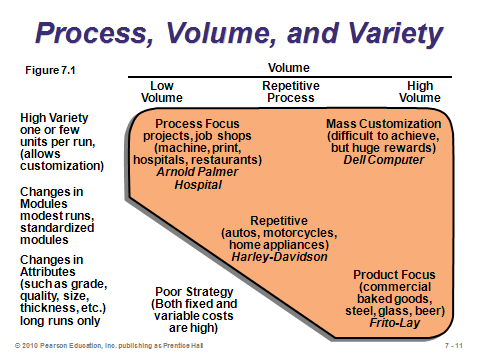 Process, Volume, and Variety
Figure 7.1
Volume
Low
Volume
Repetitive
Process
High
Volume
High Variety
one or few
units per run,
(allows
customization)
Changes in
Modules
modest runs,
standardized
modules
Changes in
Attributes
(such as grade,
quality, size,
thickness, etc.)
long runs only
Process Focus
projects, job shops
(machine, print,
hospitals, restaurants)
Arnold Palmer
Hospital
Mass Customization
(difficult to achieve,
but huge rewards)
Dell Computer
Repetitive
(autos, motorcycles,
home appliances)
Harley-Davidson
Poor Strategy
(Both fixed and
variable costs
are high)
Product Focus
(commercial
baked goods,
steel, glass, beer)
Frito-Lay
© 2010 Pearson Education, Inc. publishing as Prentice Hall
7 - 11